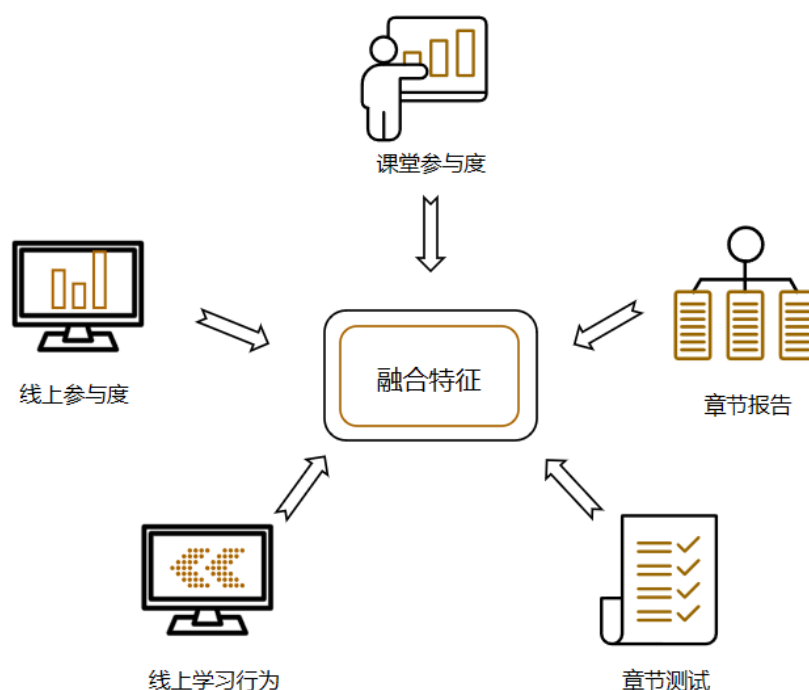 课堂参与度
线上参与度
融合特征
章节报告
线上学习行为
章节测试